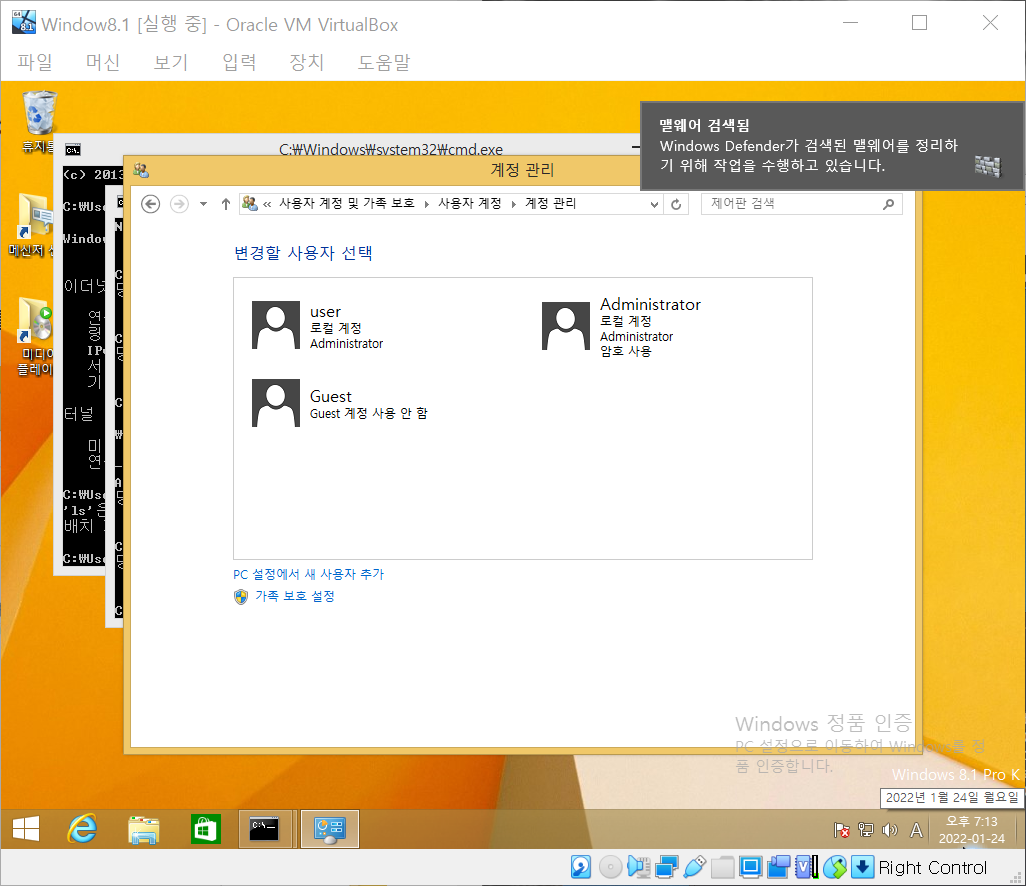 Window8.1 [실행 중] - Oracle VM VirtualBox
파일 머신 보기 입력 장치 도움말
맬웨어 검색됨
Windows Defender가 검색된 맬웨어를 정리하
기 위해 작업을 수행하고 있습니다.
휴지통
C:₩Windows₩system32₩cmd.exe
계정 관리
(c) 2013
« 사용자 계정 및 가족 보호 사용자 계정 계정 관리
제어판 검색
C:₩Use
Windows
이더넷
IP
서
기
터널
미
연
C:₩Use
'ls'은
배치
C:₩Use
미디어
플레이
변경할 사용자 선택
user
로컬 계정
Administrator
Administrator
로컬 계정
Administrator
암호 사용
Guest
Guest 계정 사용 안 함
PC 설정에서 새 사용자 추가
가족 보호 설정
Windows 정품 인증
PC 설정으로 이동하여 Windows를 정
품 인증합니다.
Windows 8.1 Pro K
2022년 1월 24일 월요일
A
오후 7:13
2022-01-24
Right Control